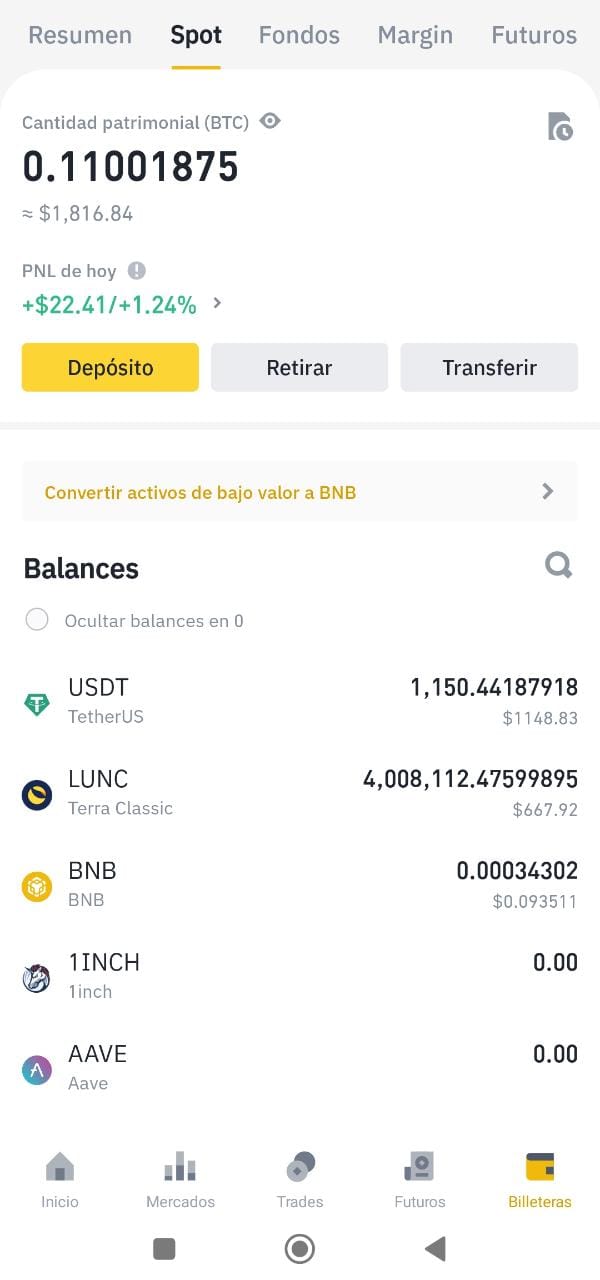 Resumen Spot Fondos Margin Futuros
Cantidad patrimonial (BTC)
0.11001875
≈ $1,816.84
PNL de hoy
+$22.41/+1.24%
Depósito Retirar Transferir
Convertir activos de bajo valor a BNB
Balances
Ocultar balances en 0
USDT 1,150.44187918
TetherUS $1148.83
LUNC 4,008,112.47599895
Terra Classic $667.92
BNB 0.00034302
BNB $0.093511
1INCH 0.00
1inch
AAVE 0.00
Aave
Inicio Mercados Trades Futuros Billeteras